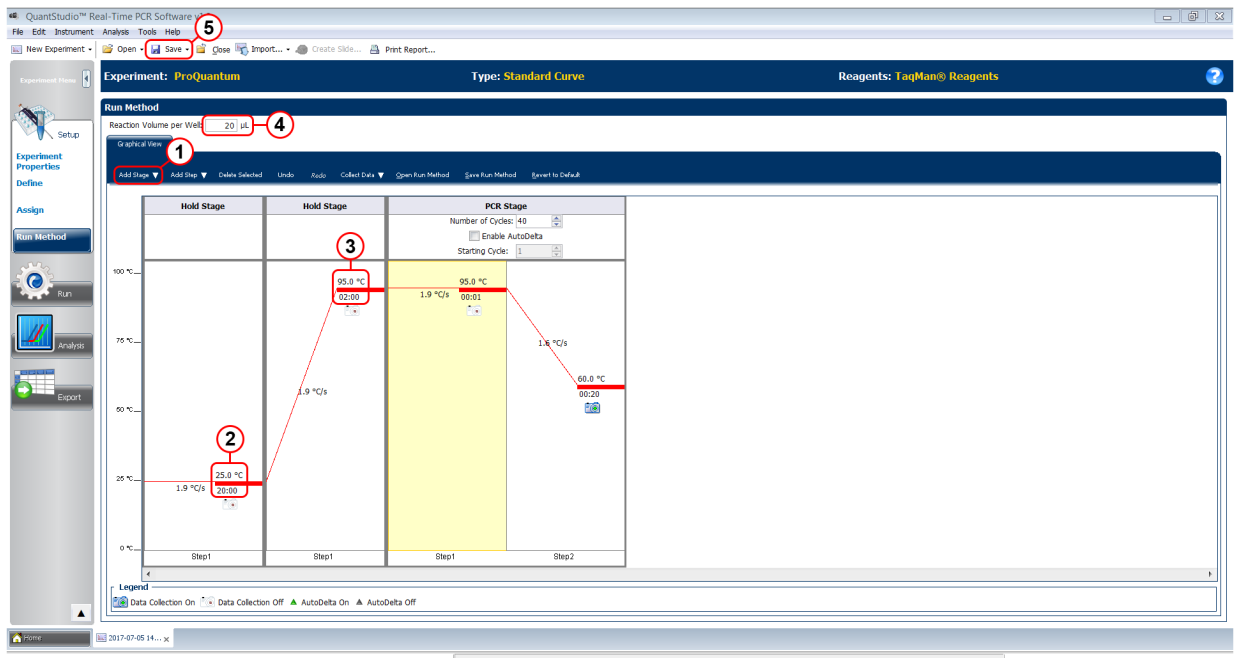 QuantStudio™ Real-Time PCR Software
File Edit Instrument Analysis Tools Help
5
New Experiment Open Save Close Import... Create Slide... Print Report...
Experiment Menu
Experiment: ProQuantum Type: Standard Curve Reagents: TaqMan® Reagents
?
Run Method
Reaction Volume per Well: 20 µL
4
Setup
Graphical View
1
Experiment
Properties
Define
Assign
Run Method
Run
Analysis
Export
Add Stage Add Step Delete Selected Undo Redo Collect Data Open Run Method Save Run Method Revert to Default
Hold Stage Hold Stage PCR Stage
Number of Cycles: 40
Enable AutoDelta
Starting Cycle: 1
3
100 °C
95.0 °C 95.0 °C
02:00 1.9 °C/s 00:01
75 °C
1.6 °C/s
60.0 °C
1.9 °C/s 00:20
50 °C
2
25 °C
25.0 °C
1.9 °C/s 20:00
0 °C
Step1 Step1 Step1 Step2
Legend
Data Collection On Data Collection Off AutoDelta On AutoDelta Off
Home 2017-07-05 14... x